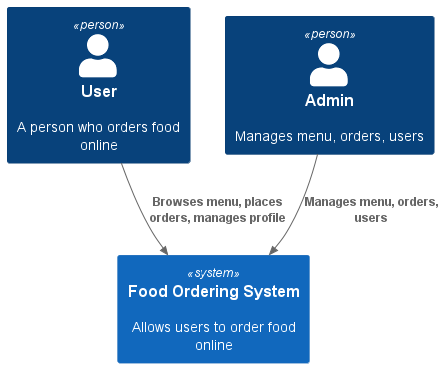 «person»
User
A person who orders food
online
«person»
Admin
Manages menu, orders, users
Browses menu, places
orders, manages profile
Manages menu, orders,
users
«system»
Food Ordering System
Allows users to order food
online